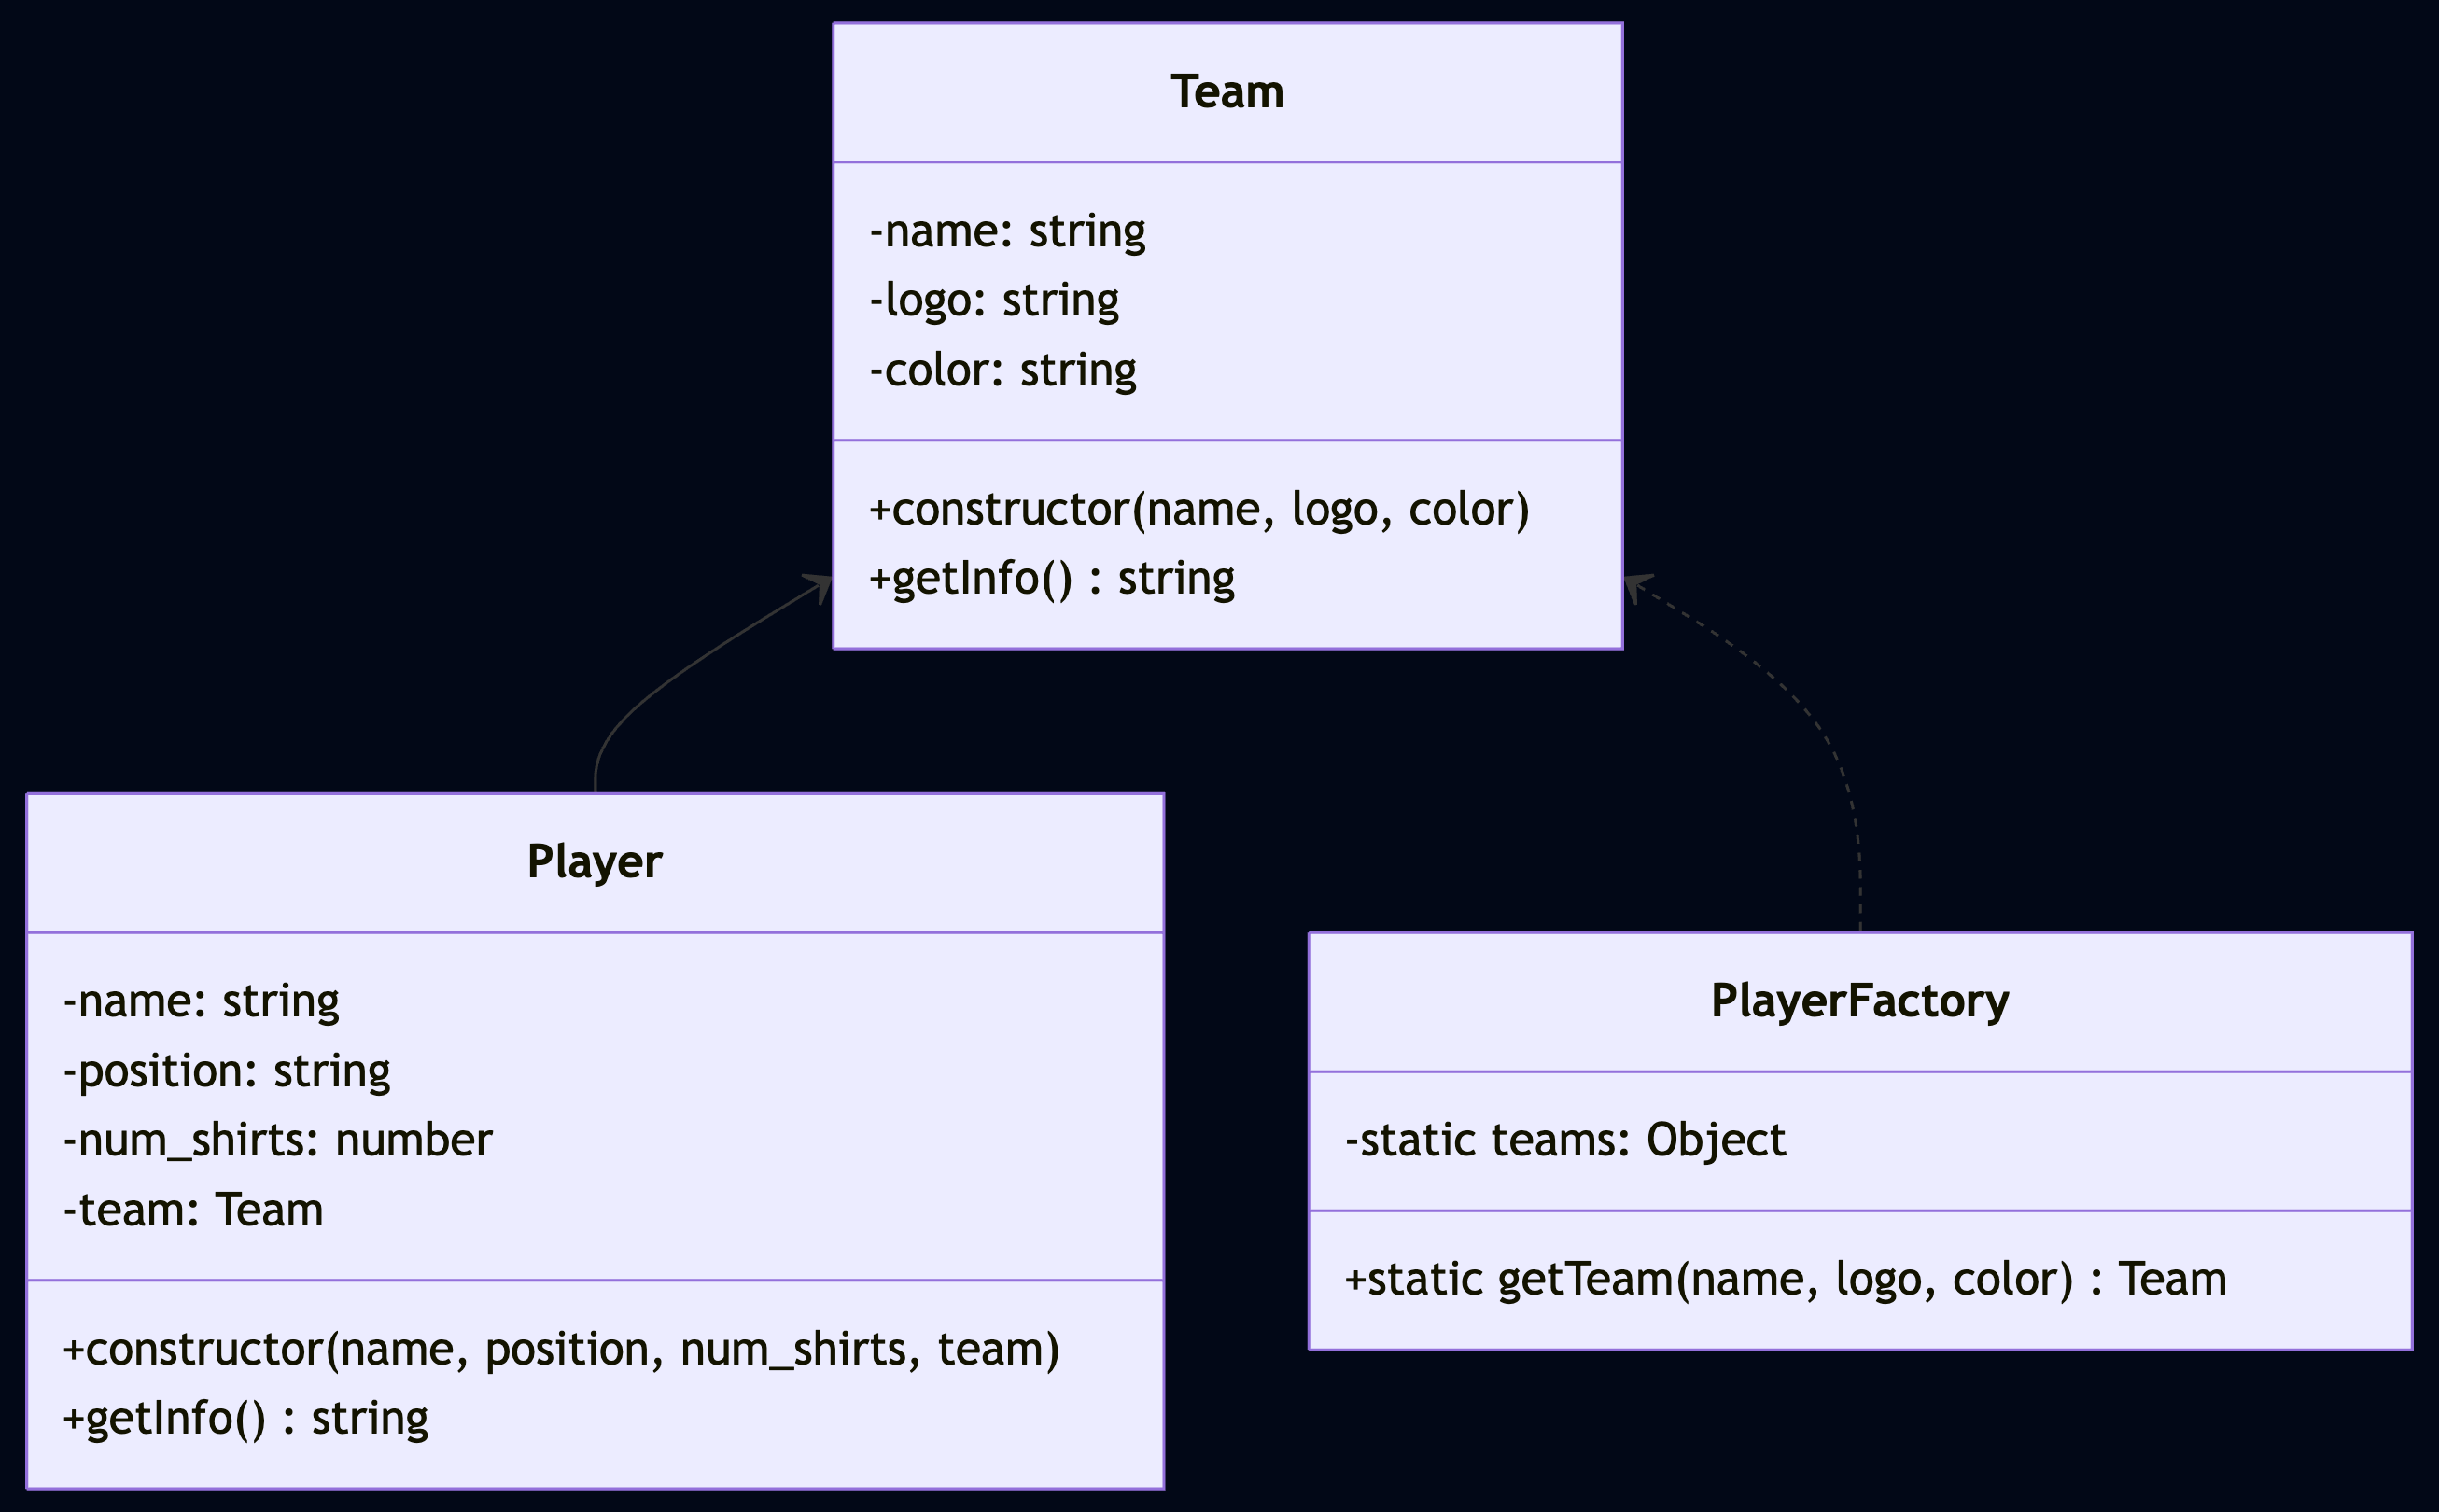 Team
-name: string
-logo: string
-color: string
+constructor(name, logo, color)
+getInfo() : string
Player
-name: string
-position: string
-num_shirts: number
-team: Team
+constructor(name, position, num_shirts, team)
+getInfo() : string
PlayerFactory
-static teams: Object
+static getTeam(name, logo, color) : Team